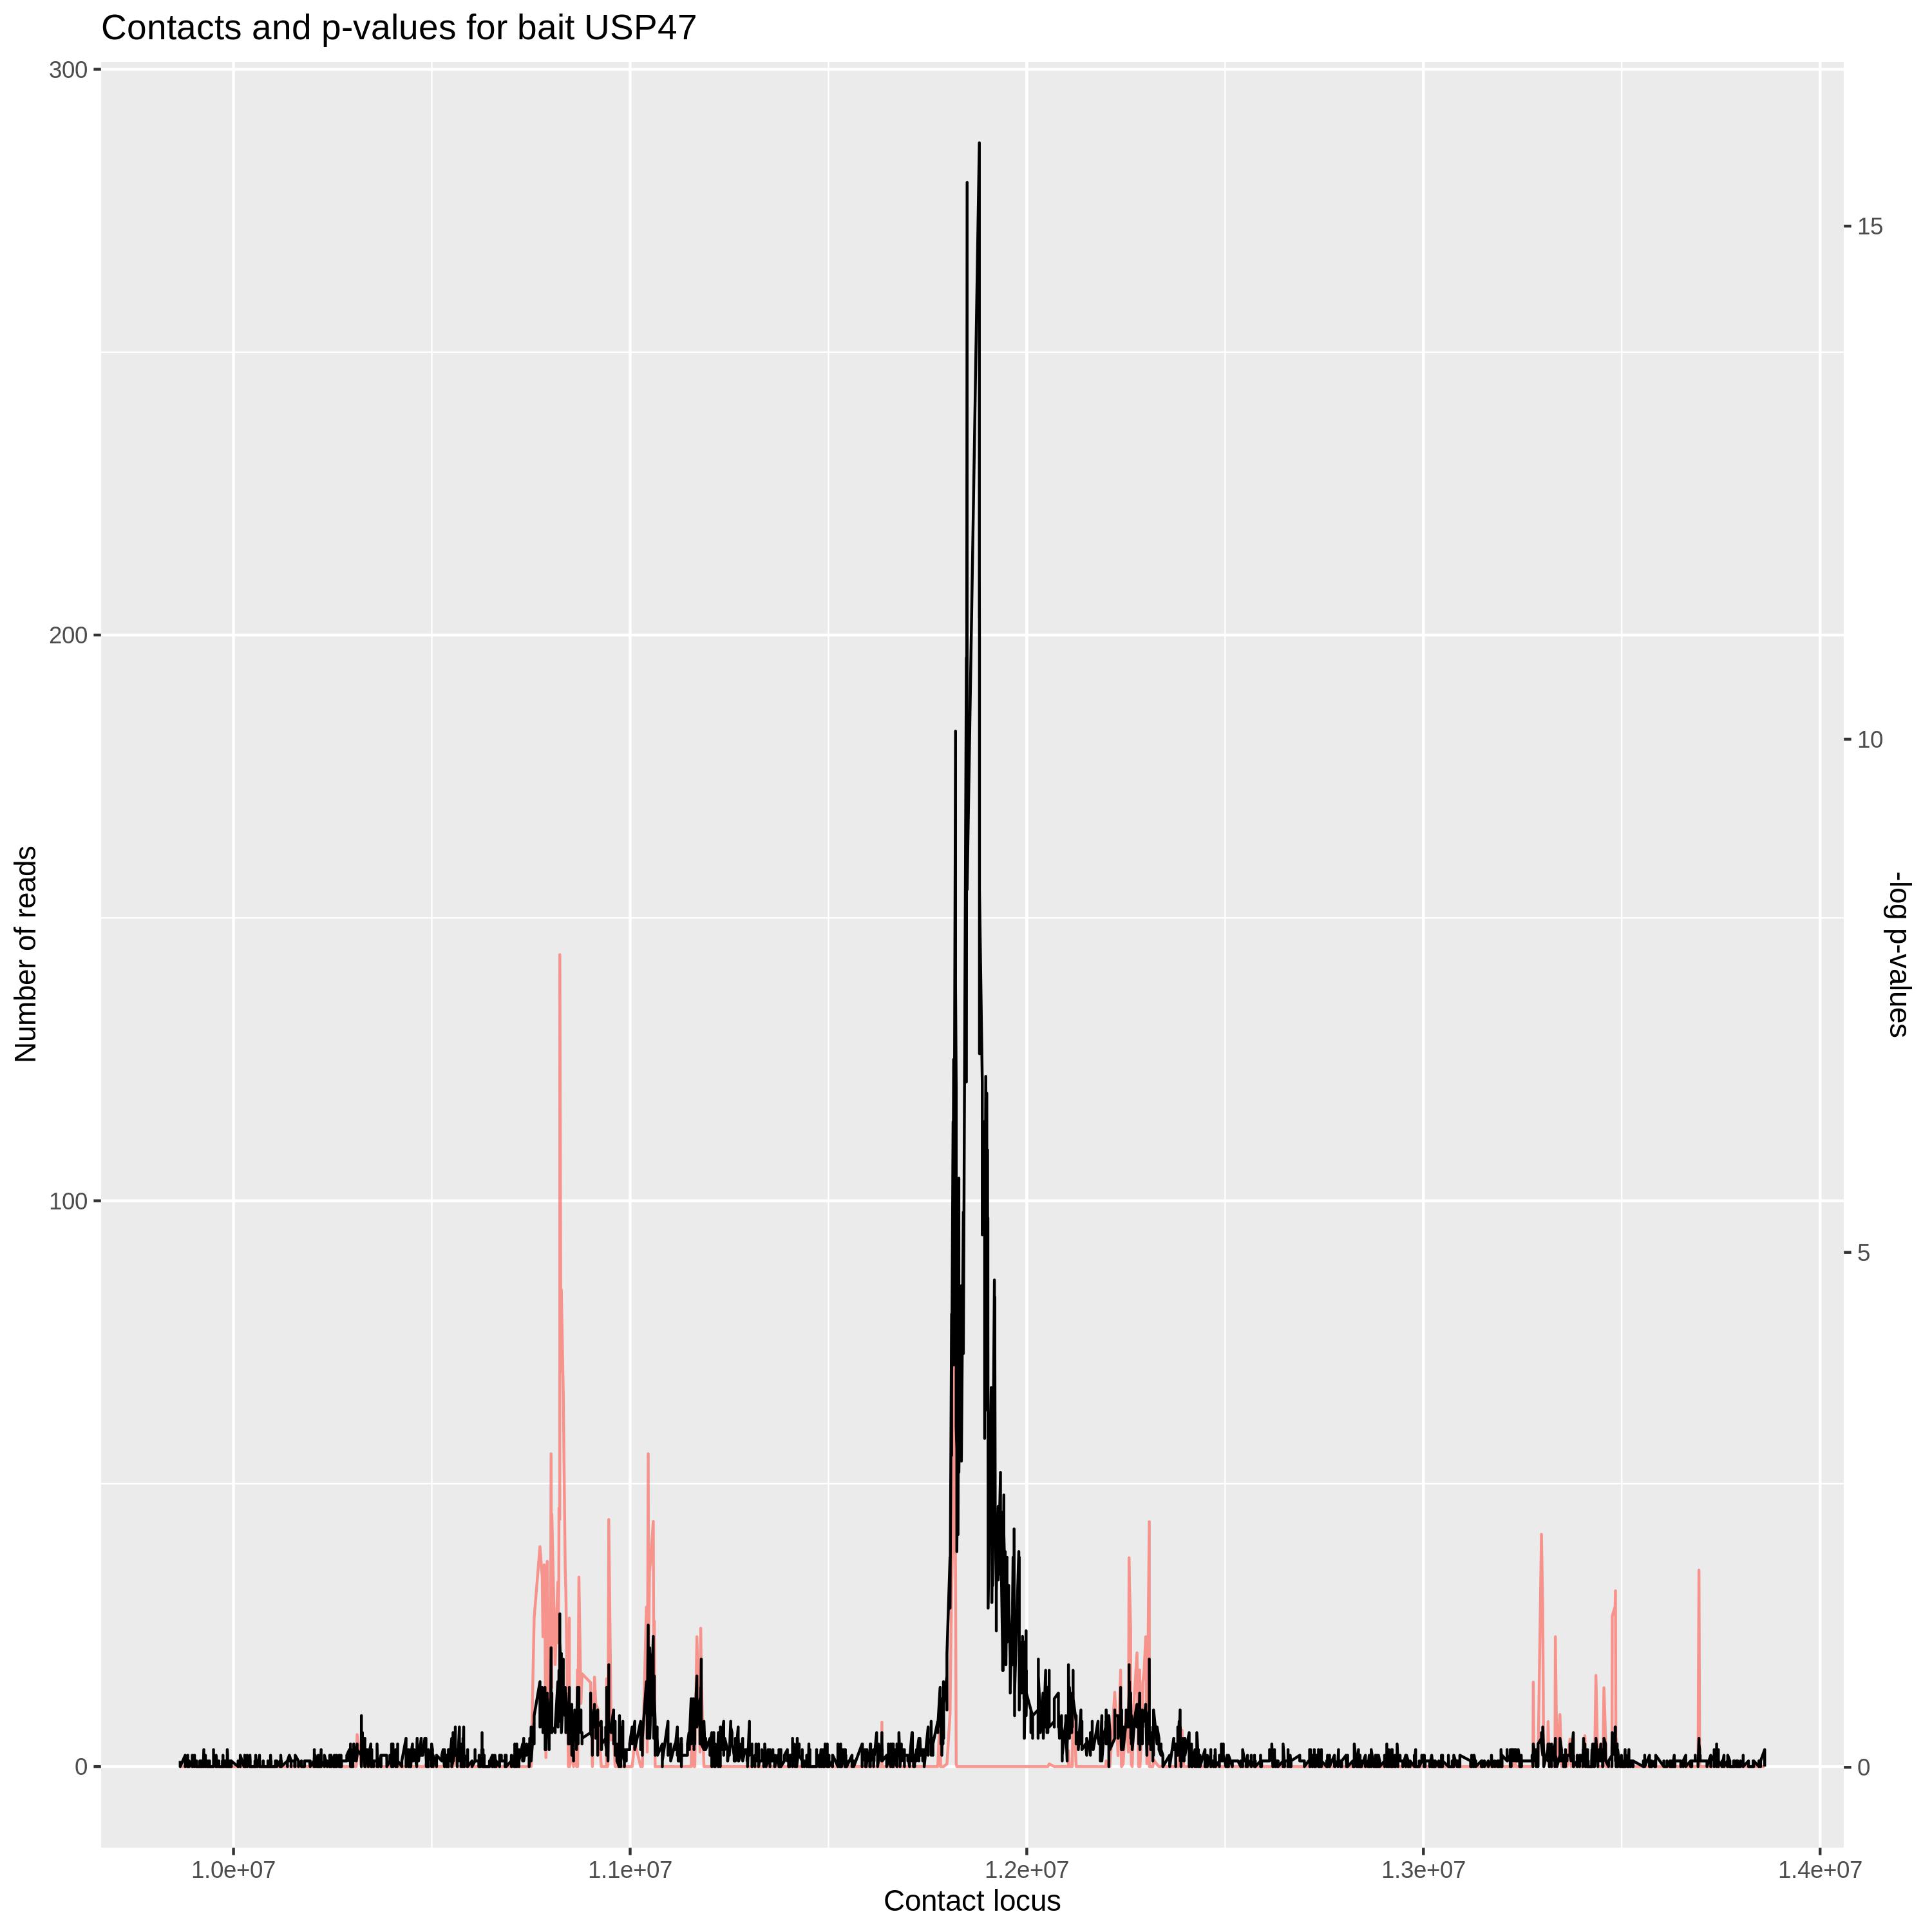 Contacts and p-values for bait USP47
300
200
100
0
Number of reads
15
10
5
0
-log p-values
1.0e+07 1.1e+07 1.2e+07 1.3e+07 1.4e+07
Contact locus